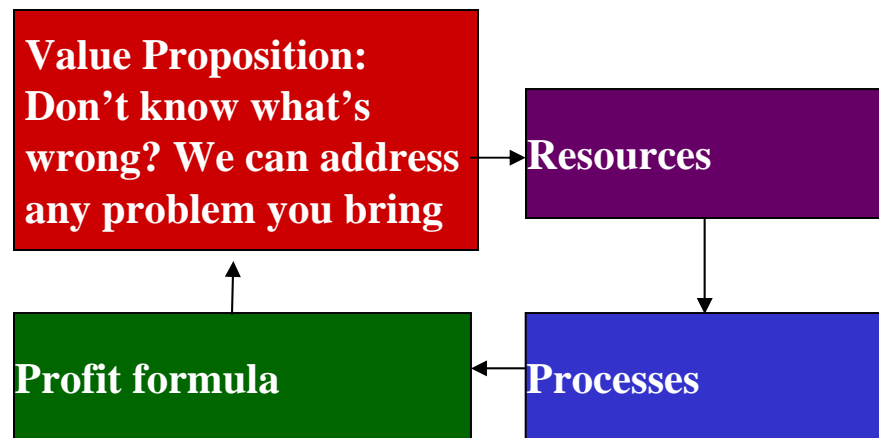 Value Proposition:
Don’t know what’s
wrong? We can address
any problem you bring
Resources
Profit formula
Processes